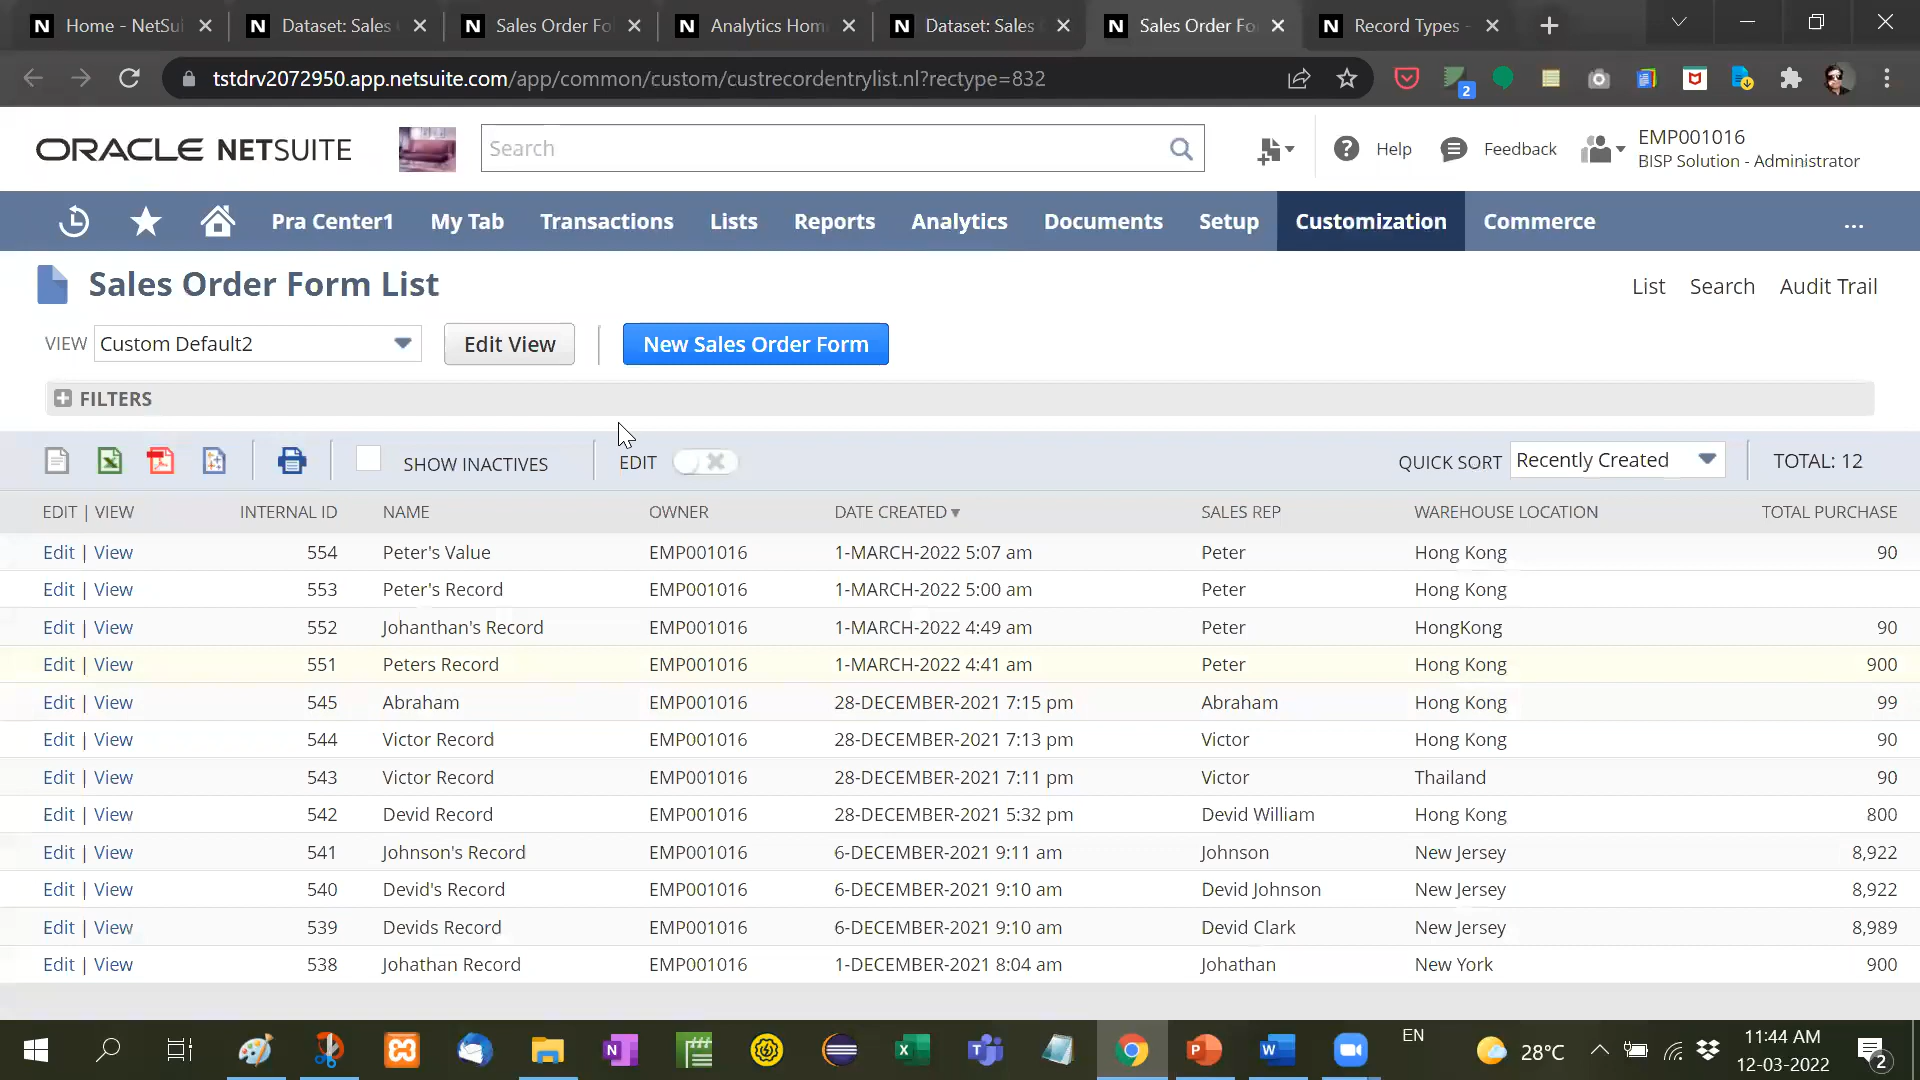 Home - NetSui
Dataset: Sales
Sales Order Fo
Analytics Hom
Dataset: Sales
Sales Order Fo
Record Types -
tstdrv2072950.app.netsuite.com/app/common/custom/custrecordentrylist.nl?rectype=832
2
ORACLE NETSUITE
Search
Help
Feedback
EMP001016
BISP Solution - Administrator
Pra Center1
My Tab
Transactions
Lists
Reports
Analytics
Documents
Setup
Customization
Commerce
...
Sales Order Form List
List
Search
Audit Trail
VIEW
Custom Default2
Edit View
New Sales Order Form
FILTERS
SHOW INACTIVES
EDIT
QUICK SORT
Recently Created
TOTAL: 12
EDIT | VIEW INTERNAL ID NAME OWNER DATE CREATED SALES REP WAREHOUSE LOCATION TOTAL PURCHASE
Edit | View 554 Peter's Value EMP001016 1-MARCH-2022 5:07 am Peter Hong Kong 90
Edit | View 553 Peter's Record EMP001016 1-MARCH-2022 5:00 am Peter Hong Kong
Edit | View 552 Johanthan's Record EMP001016 1-MARCH-2022 4:49 am Peter HongKong 90
Edit | View 551 Peters Record EMP001016 1-MARCH-2022 4:41 am Peter Hong Kong 900
Edit | View 545 Abraham EMP001016 28-DECEMBER-2021 7:15 pm Abraham Hong Kong 99
Edit | View 544 Victor Record EMP001016 28-DECEMBER-2021 7:13 pm Victor Hong Kong 90
Edit | View 543 Victor Record EMP001016 28-DECEMBER-2021 7:11 pm Victor Thailand 90
Edit | View 542 Devid Record EMP001016 28-DECEMBER-2021 5:32 pm Devid William Hong Kong 800
Edit | View 541 Johnson's Record EMP001016 6-DECEMBER-2021 9:11 am Johnson New Jersey 8,922
Edit | View 540 Devid's Record EMP001016 6-DECEMBER-2021 9:10 am Devid Johnson New Jersey 8,922
Edit | View 539 Devids Record EMP001016 6-DECEMBER-2021 9:10 am Devid Clark New Jersey 8,989
Edit | View 538 Johathan Record EMP001016 1-DECEMBER-2021 8:04 am Johathan New York 900
EN
28°C
11:44 AM
12-03-2022
2